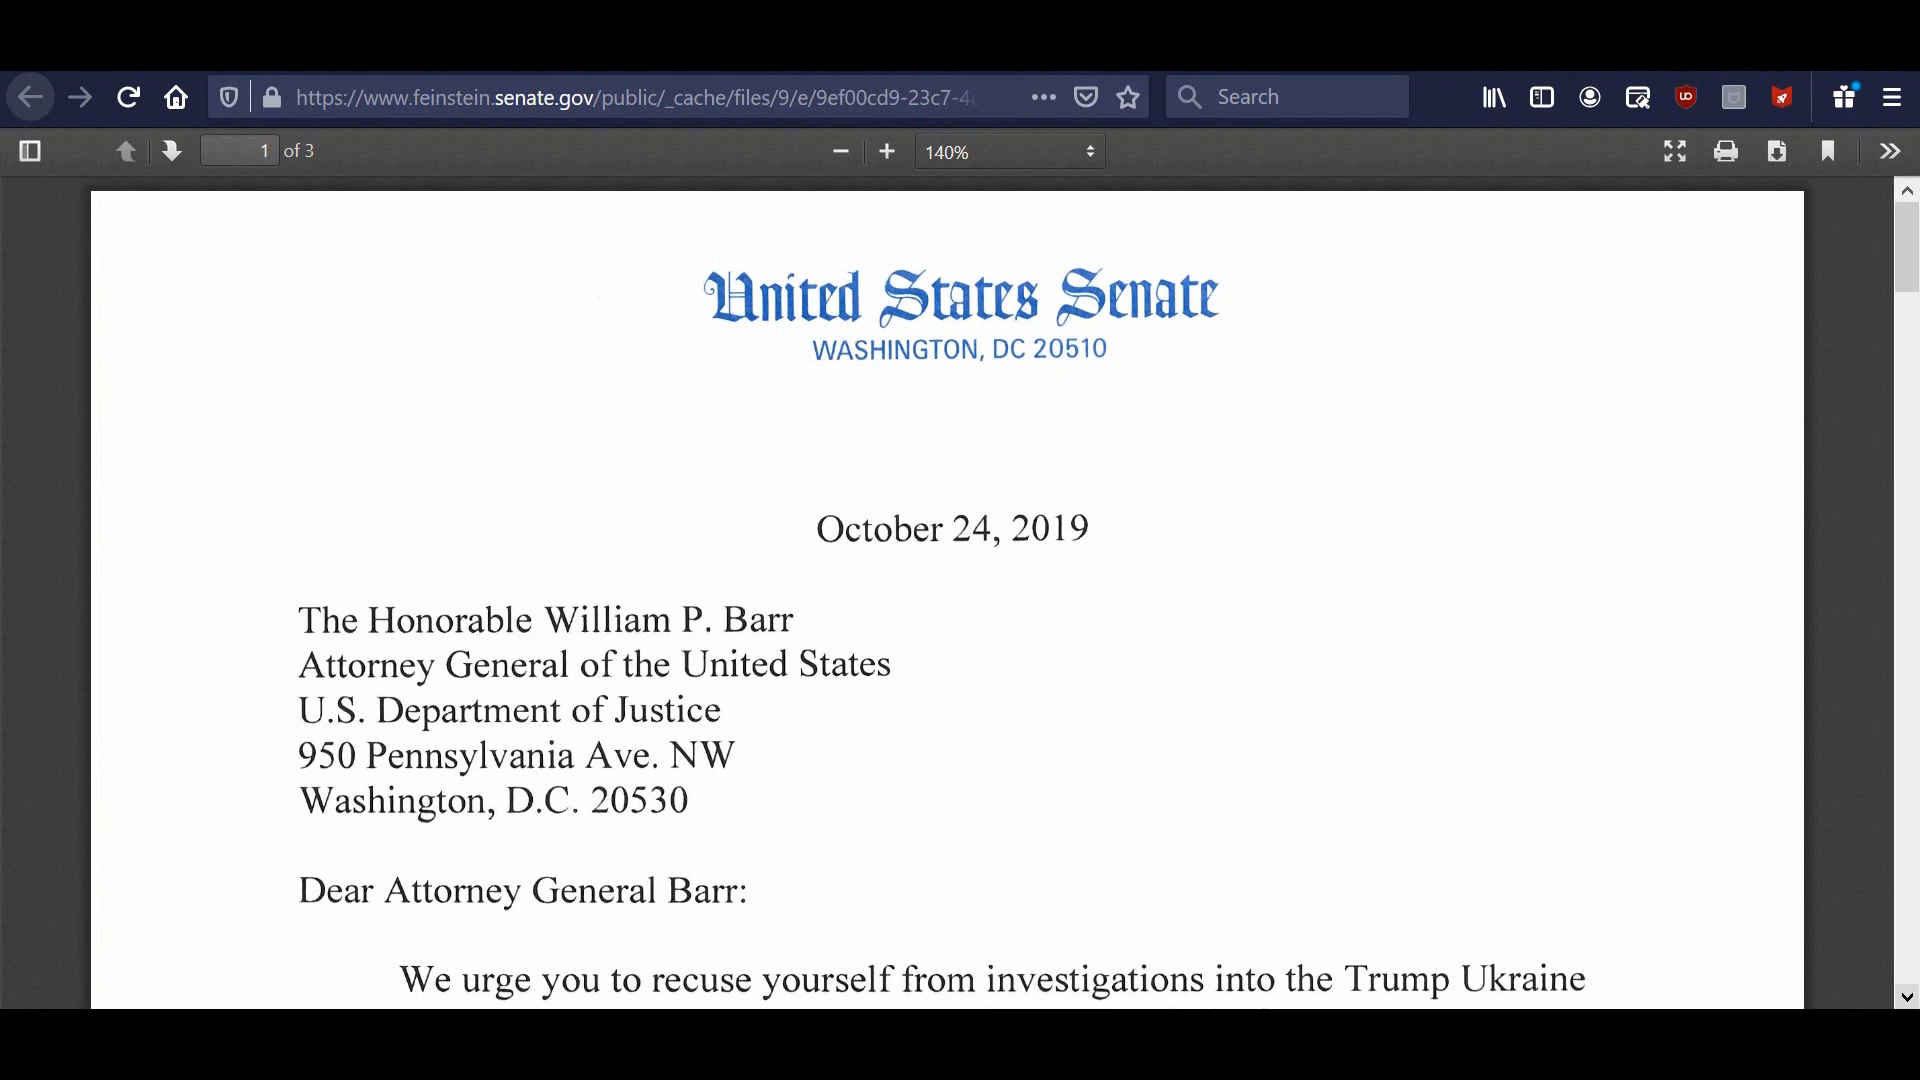 https://www.feinstein.senate.gov/public/_cache/files/9/e/9ef00cd9-23c7-4
Search
1 of 3
140%
United States Senate
WASHINGTON, DC 20510
October 24, 2019
The Honorable William P. Barr
Attorney General of the United States
U.S. Department of Justice
950 Pennsylvania Ave. NW
Washington, D.C. 20530
Dear Attorney General Barr:
We urge you to recuse yourself from investigations into the Trump Ukraine